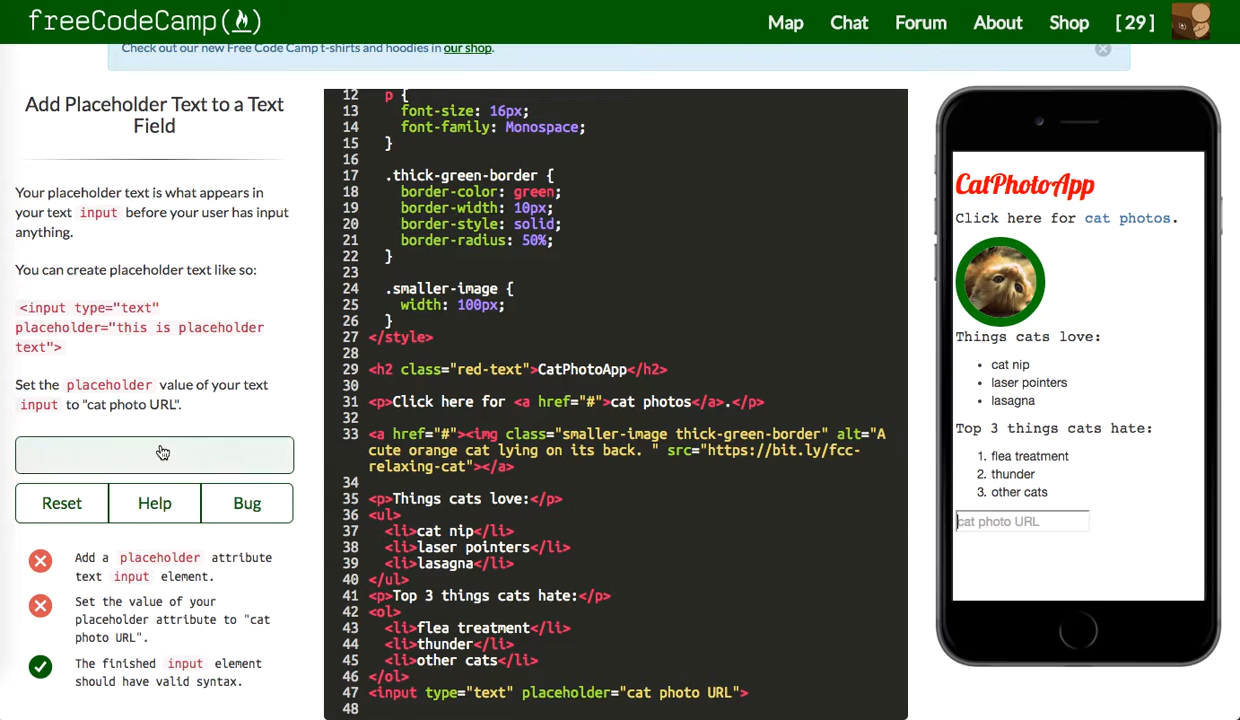 freeCodeCamp
Map
Chat
Forum
About
Shop
[ 29 ]
Check out our new Free Code Camp t-shirts and hoodies in our shop.
Add Placeholder Text to a Text
Field
Your placeholder text is what appears in
your text input before your user has input
anything.
You can create placeholder text like so:
<input type="text"
placeholder="this is placeholder
text">
Set the placeholder value of your text
input to "cat photo URL".
Reset
Help
Bug
Add a placeholder attribute
text input element.
Set the value of your
placeholder attribute to "cat
photo URL".
The finished input element
should have valid syntax.
12 p {
13 font-size: 16px;
14 font-family: Monospace;
15 }
16
17 .thick-green-border {
18 border-color: green;
19 border-width: 10px;
20 border-style: solid;
21 border-radius: 50%;
22 }
23
24 .smaller-image {
25 width: 100px;
26 }
27 </style>
28
29 <h2 class="red-text">CatPhotoApp</h2>
30
31 <p>Click here for <a href="#">cat photos</a>.</p>
32
33 <a href="#"><img class="smaller-image thick-green-border" alt="A
cute orange cat lying on its back. " src="https://bit.ly/fcc-
relaxing-cat"></a>
34
35 <p>Things cats love:</p>
36 <ul>
37 <li>cat nip</li>
38 <li>laser pointers</li>
39 <li>lasagna</li>
40 </ul>
41 <p>Top 3 things cats hate:</p>
42 <ol>
43 <li>flea treatment</li>
44 <li>thunder</li>
45 <li>other cats</li>
46 </ol>
47 <input type="text" placeholder="cat photo URL">
48
CatPhotoApp
Click here for cat photos.
Things cats love:
• cat nip
• laser pointers
• lasagna
Top 3 things cats hate:
1. flea treatment
2. thunder
3. other cats
cat photo URL